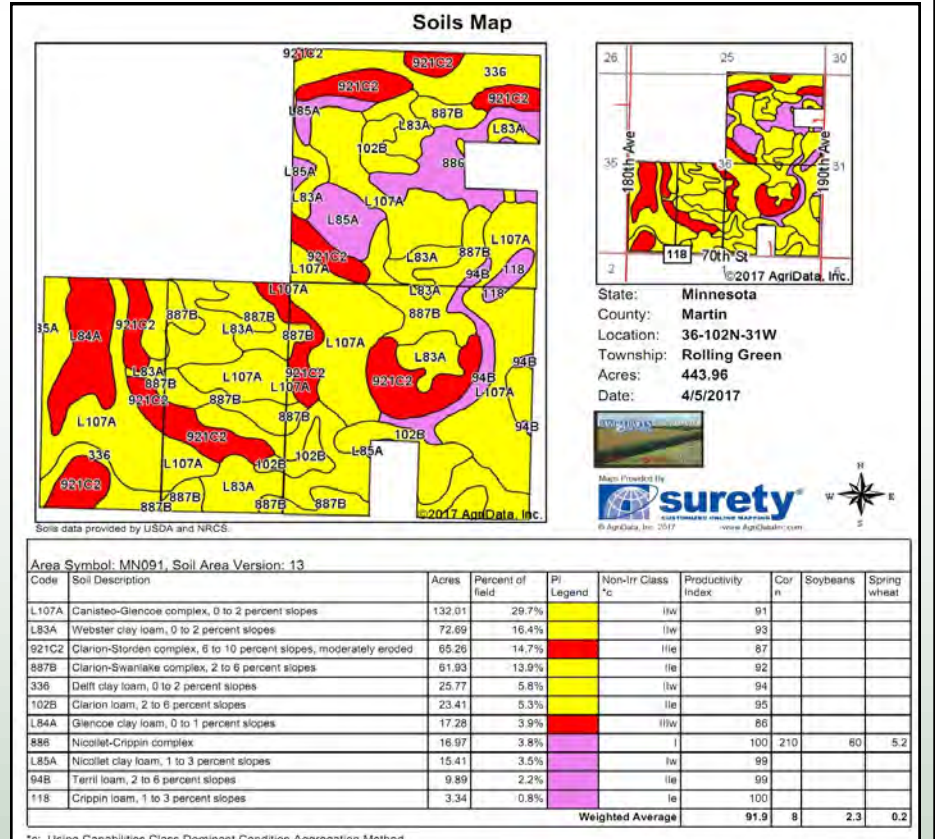 Soils Map
921C2
921C2
336
921C2
921C2
L85A
887B
L83A
L83A
102B
886
L85A
L83A
L107A
L85A
L107A
921C2
L83A
887B
L107A
94B
118
L107A
L83A
118
887B
35A
L84A
921C2
887B
887B
L83A
887B
L107A
L83A
94B
L83A
887B
L107A
921C2
L107A
921C2
94B
L107A
921C2
887B
887B
94B
L107A
921C2
102B
336
L107A
102B
102B
L85A
921C2
L83A
887B
887B
887B
887B
©2017 AgriData, Inc.
Soils data provided by USDA and NRCS.
26
25
30
35
36
31
180th Ave
190th Ave
118
70th St
2
1
6
©2017 AgriData, Inc.
State: Minnesota
County: Martin
Location: 36-102N-31W
Township: Rolling Green
Acres: 443.96
Date: 4/5/2017
Maps Provided By
surety®
CUSTOMIZED ONLINE MAPPING
© AgriData, Inc. 2017 www.AgriDataInc.com
N
W E
S
Area Symbol: MN091, Soil Area Version: 13
Code Soil Description Acres Percent of field PI Legend Non-Irr Class *c Productivity Index Corn Soybeans Spring wheat
L107A Canisteo-Glencoe complex, 0 to 2 percent slopes 132.01 29.7% IIw 91
L83A Webster clay loam, 0 to 2 percent slopes 72.69 16.4% IIw 93
921C2 Clarion-Storden complex, 6 to 10 percent slopes, moderately eroded 65.26 14.7% IIIe 87
887B Clarion-Swanlake complex, 2 to 6 percent slopes 61.93 13.9% IIe 92
336 Delft clay loam, 0 to 2 percent slopes 25.77 5.8% IIw 94
102B Clarion loam, 2 to 6 percent slopes 23.41 5.3% IIe 95
L84A Glencoe clay loam, 0 to 1 percent slopes 17.28 3.9% IIIw 86
886 Nicollet-Crippin complex 16.97 3.8% I 100 210 60 5.2
L85A Nicollet clay loam, 1 to 3 percent slopes 15.41 3.5% Iw 99
94B Terril loam, 2 to 6 percent slopes 9.89 2.2% IIe 99
118 Crippin loam, 1 to 3 percent slopes 3.34 0.8% Ie 100
Weighted Average 91.9 8 2.3 0.2
*c: Using Capabilities Class Dominant Condition Aggregation Method